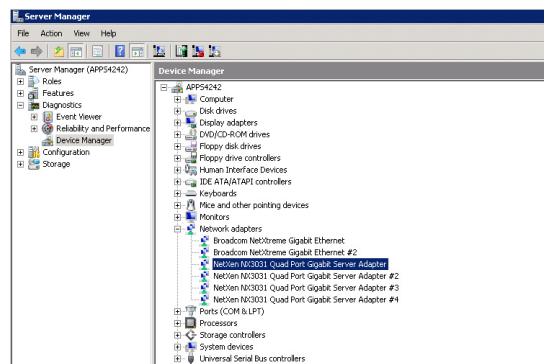 Server Manager
File Action View Help
Server Manager (APPS4242)
Roles
Features
Diagnostics
Event Viewer
Reliability and Performance
Device Manager
Configuration
Storage
Device Manager
APPS4242
Computer
Disk drives
Display adapters
DVD/CD-ROM drives
Floppy disk drives
Floppy drive controllers
Human Interface Devices
IDE ATA/ATAPI controllers
Keyboards
Mice and other pointing devices
Monitors
Network adapters
Broadcom NetXtreme Gigabit Ethernet
Broadcom NetXtreme Gigabit Ethernet #2
NetXen NX3031 Quad Port Gigabit Server Adapter
NetXen NX3031 Quad Port Gigabit Server Adapter #2
NetXen NX3031 Quad Port Gigabit Server Adapter #3
NetXen NX3031 Quad Port Gigabit Server Adapter #4
Ports (COM & LPT)
Processors
Storage controllers
System devices
Universal Serial Bus controllers